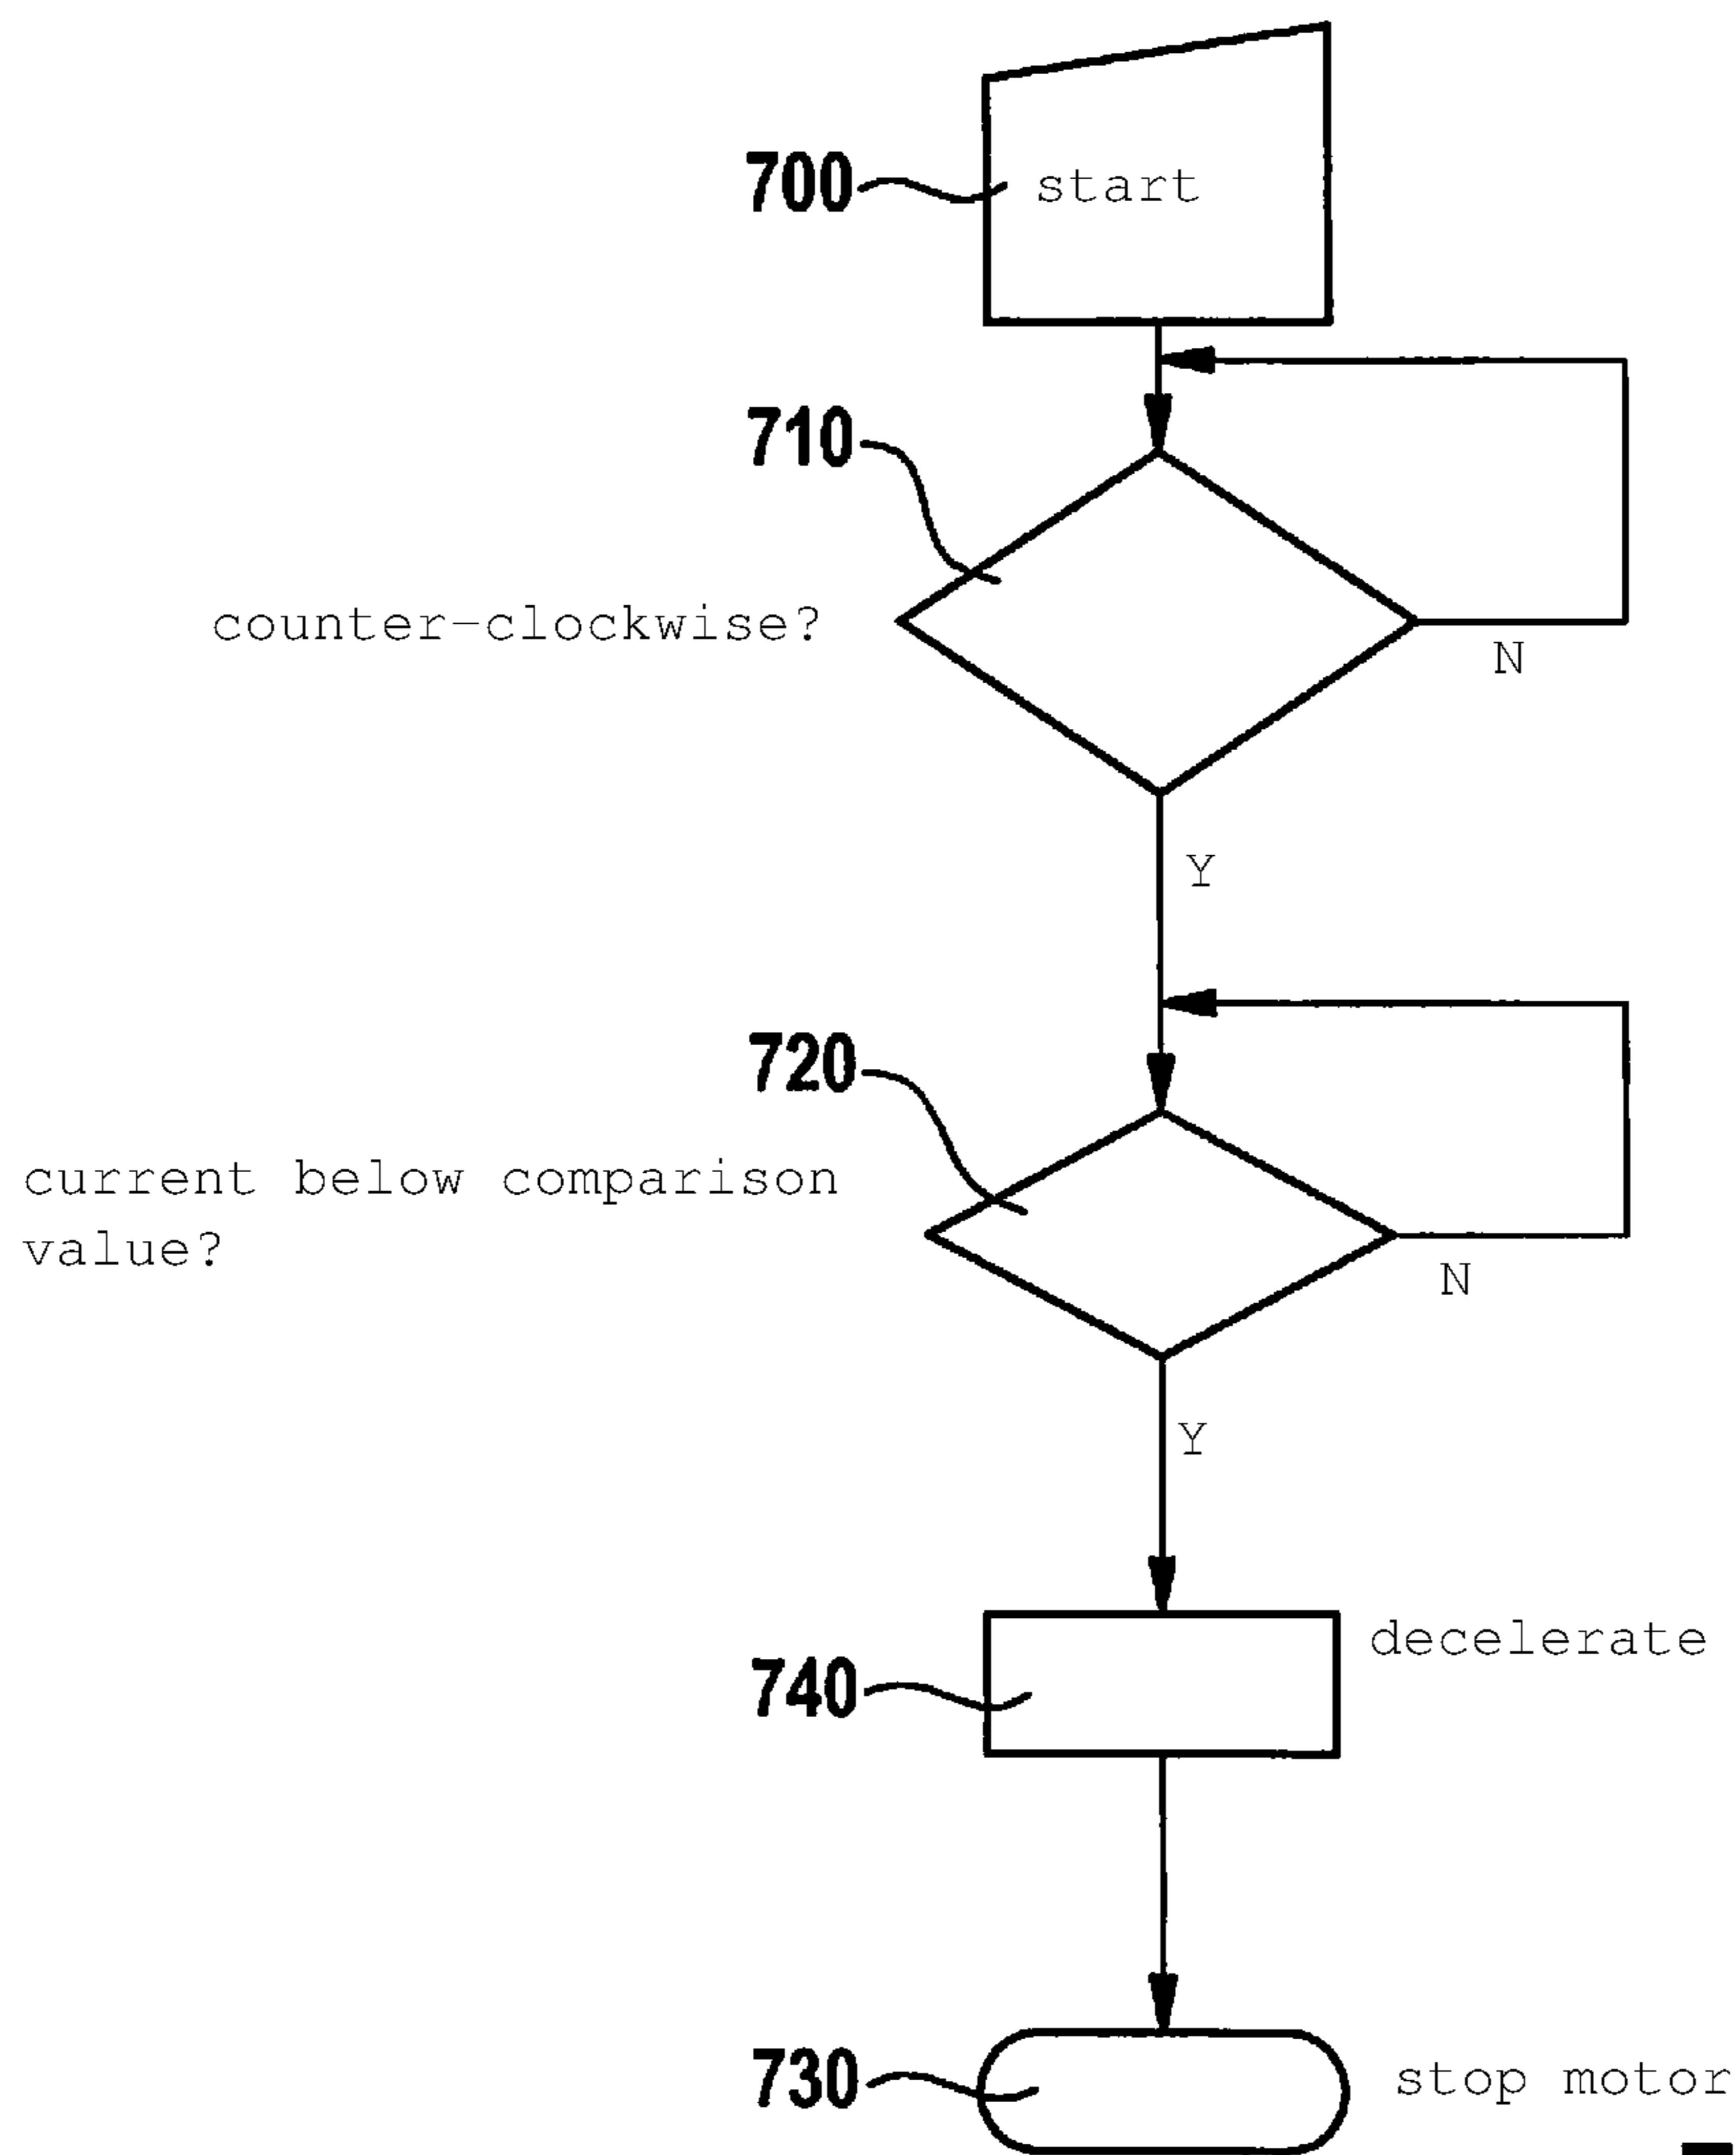 700
start
710
counter-clockwise?
N
Y
720
current below comparison
value?
N
Y
decelerate
740
730
stop motor